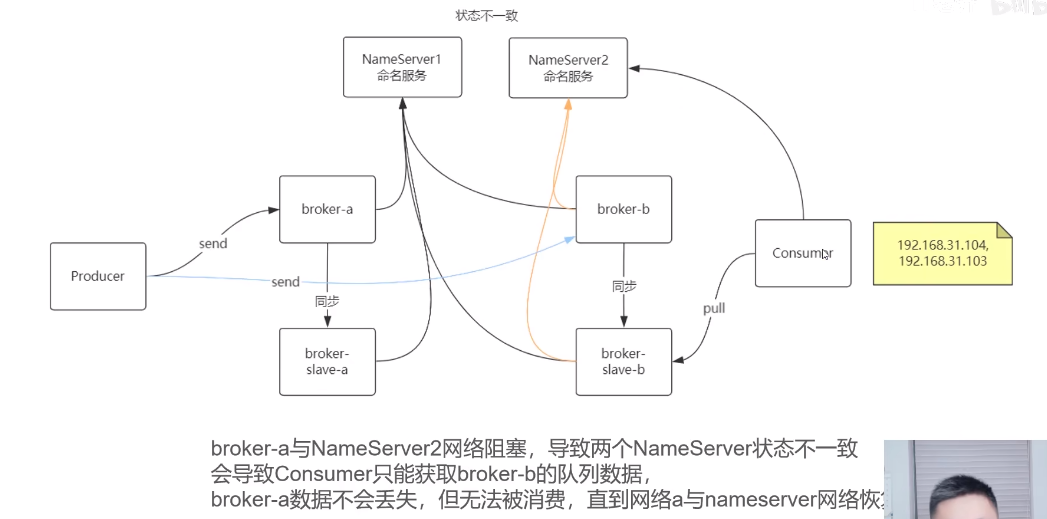 状态不一致
NameServer1
命名服务
NameServer2
命名服务
broker-a
broker-b
send
Producer
Consumer
192.168.31.104,
192.168.31.103
send
同步
同步
pull
broker-
slave-a
broker-
slave-b
broker-a与NameServer2网络阻塞，导致两个NameServer状态不一致
会导致Consumer只能获取broker-b的队列数据，
broker-a数据不会丢失，但无法被消费，直到网络a与nameserver网络恢